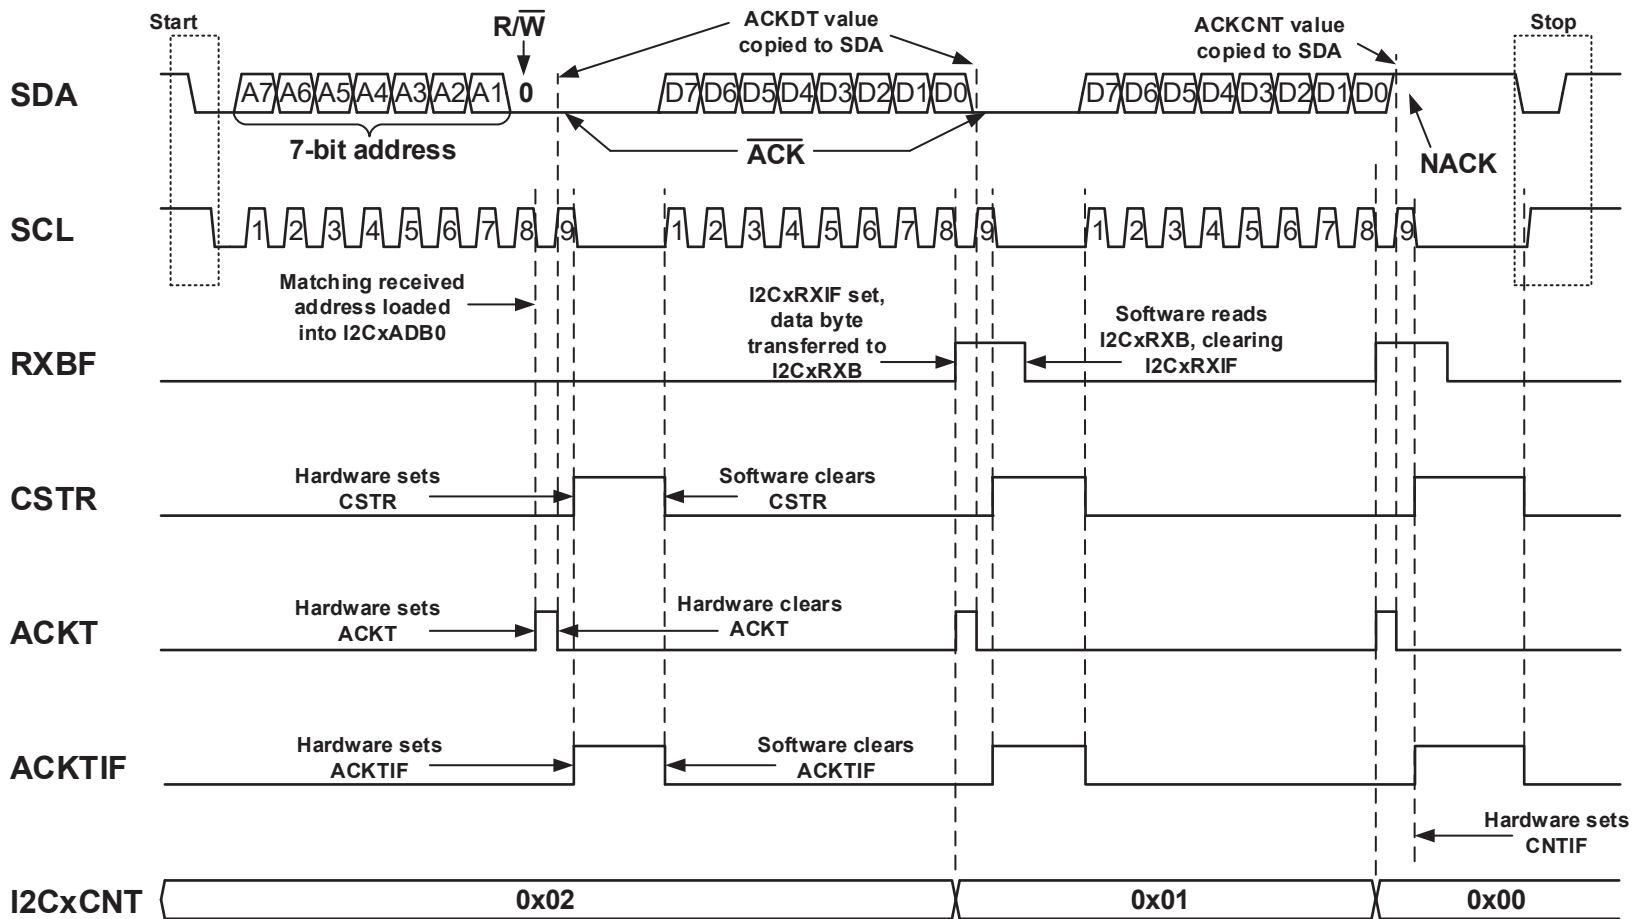 Start
R/W
ACKDT value
copied to SDA
ACKCNT value
copied to SDA
Stop
SDA
A7 A6 A5 A4 A3 A2 A1 0
D7 D6 D5 D4 D3 D2 D1 D0
D7 D6 D5 D4 D3 D2 D1 D0
7-bit address
ACK
NACK
SCL
1 2 3 4 5 6 7 8 9
1 2 3 4 5 6 7 8 9
1 2 3 4 5 6 7 8 9
Matching received
address loaded
into I2CxADB0
I2CxRXIF set,
data byte
transferred to
I2CxRXB
Software reads
I2CxRXB, clearing
I2CxRXIF
RXBF
Hardware sets
CSTR
Software clears
CSTR
CSTR
Hardware sets
ACKT
Hardware clears
ACKT
ACKT
Hardware sets
ACKTIF
Software clears
ACKTIF
ACKTIF
Hardware sets
CNTIF
I2CxCNT
0x02
0x01
0x00